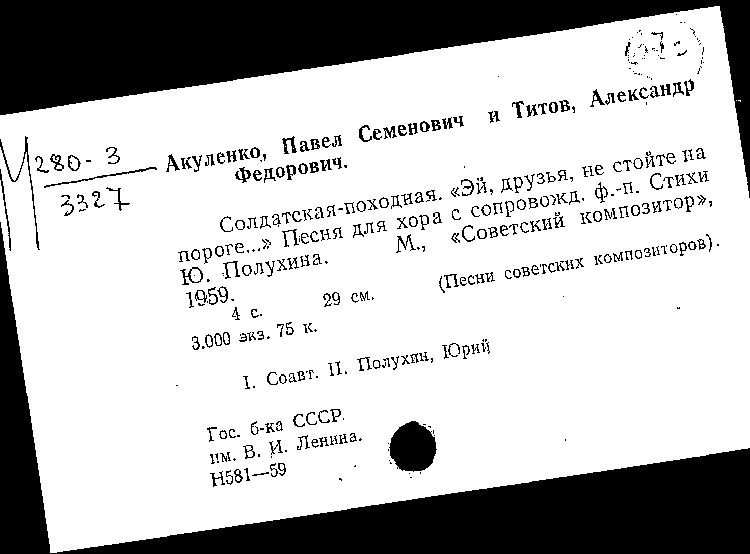 М 280-3
3327
Акуленко, Павел Семенович и Титов, Александр
Федорович.
Солдатская-походная. «Эй, друзья, не стойте на
пороге...» Песня для хора с сопровожд. ф.-п. Стихи
Ю. Полухина. М., «Советский композитор»,
1959.
4 с. 29 см. (Песни советских композиторов).
3.000 экз. 75 к.
I. Соавт. II. Полухин, Юрий
Гос. б-ка СССР
им. В. И. Ленина.
Н581—59